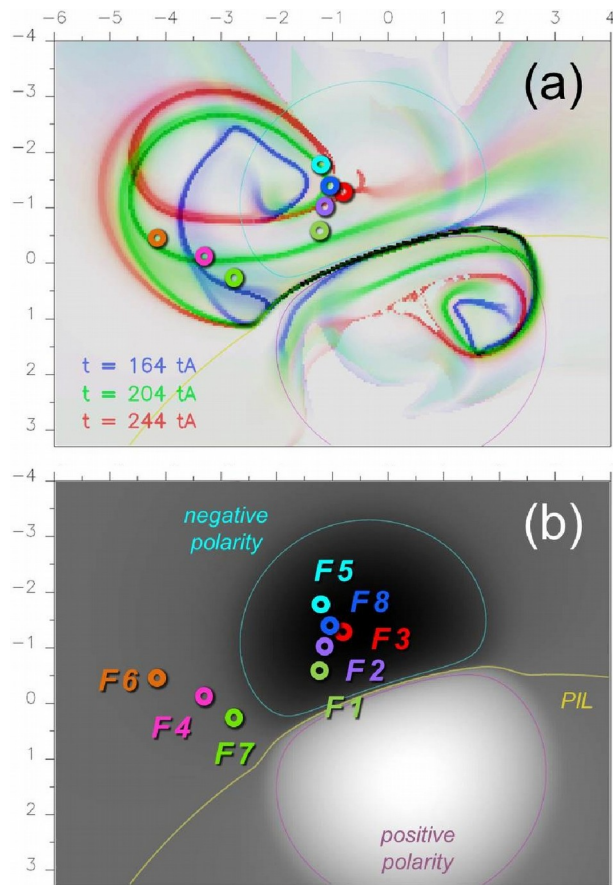 -6 -5 -4 -3 -2 -1 0 1 2 3 4
-4
-3
-2
-1
0
1
2
3
(a)
t = 164 tA
t = 204 tA
t = 244 tA
-4
-3
-2
-1
0
1
2
3
(b)
negative
polarity
F5
F8
F3
F2
F1
F6
F4
F7
PIL
positive
polarity